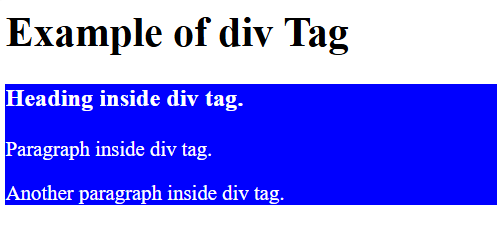 Example of div Tag
Heading inside div tag.
Paragraph inside div tag.
Another paragraph inside div tag.